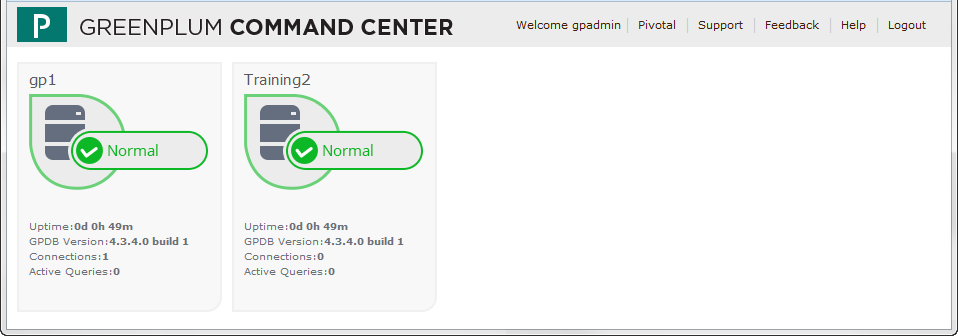 P GREENPLUM COMMAND CENTER Welcome gpadmin Pivotal Support Feedback Help Logout
gp1
Normal
Uptime:0d 0h 49m
GPDB Version:4.3.4.0 build 1
Connections:1
Active Queries:0
Training2
Normal
Uptime:0d 0h 49m
GPDB Version:4.3.4.0 build 1
Connections:0
Active Queries:0